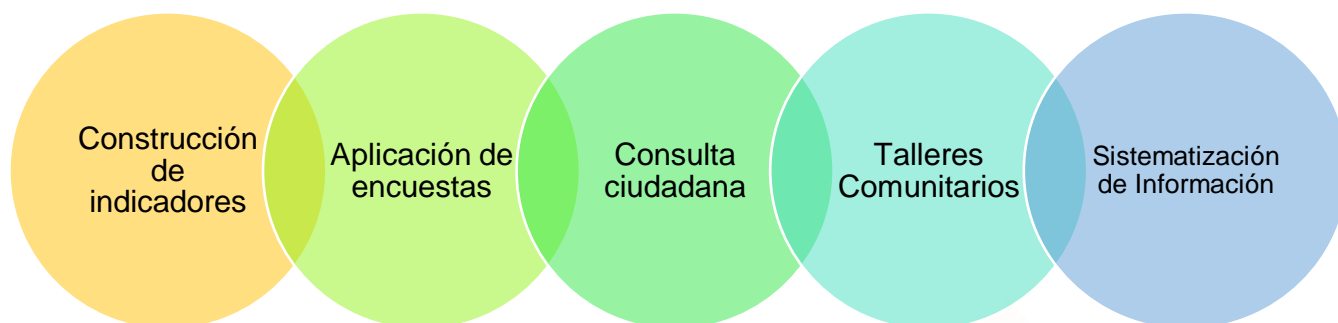 Construcción
de
indicadores
Aplicación de
encuestas
Consulta
ciudadana
Talleres
Comunitarios
Sistematización
de Información